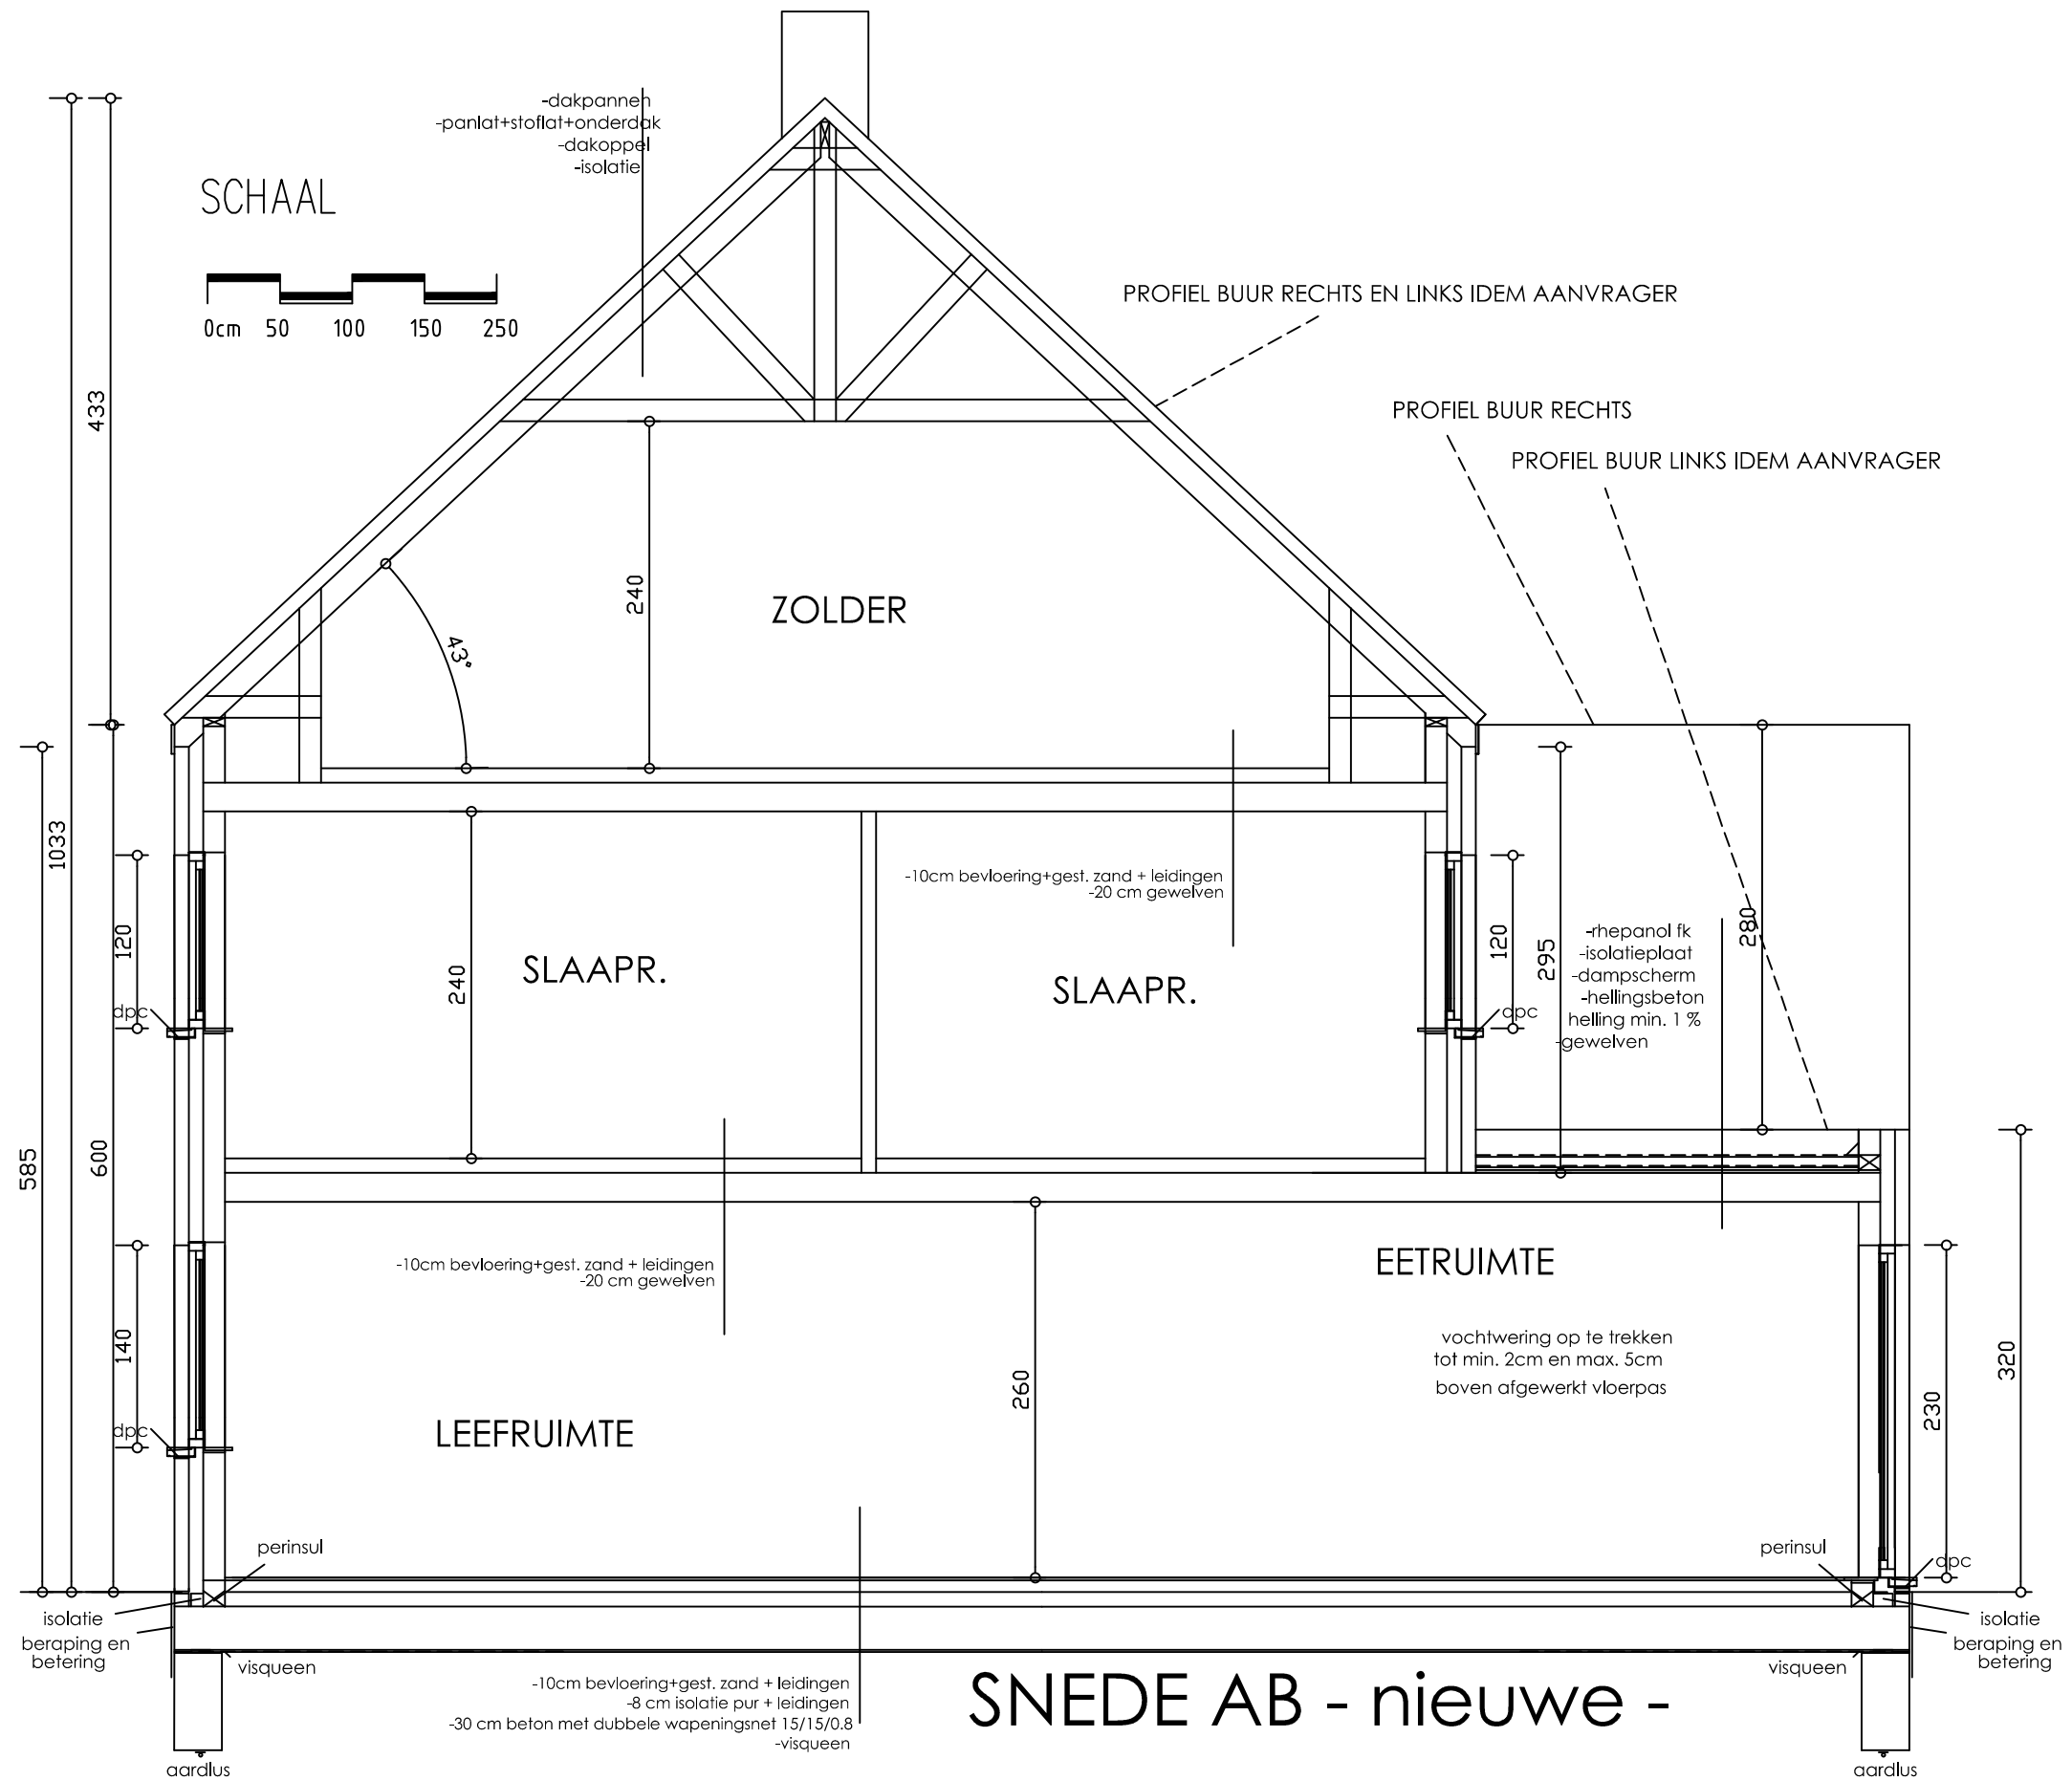 -dakpannen
-panlat+stoflat+onderdak
-dakoppel
-isolatie
SCHAAL
0cm 50 100 150 250
PROFIEL BUUR RECHTS EN LINKS IDEM AANVRAGER
PROFIEL BUUR RECHTS
PROFIEL BUUR LINKS IDEM AANVRAGER
433
240
ZOLDER
43°
1033
-10cm bevloering+gest. zand + leidingen
-20 cm gewelven
120
240
SLAAPR.
SLAAPR.
120
295
280
-rhepanol fk
-isolatieplaat
-dampscherm
-hellingsbeton
helling min. 1 %
-gewelven
dpc
dpc
585
600
-10cm bevloering+gest. zand + leidingen
-20 cm gewelven
EETRUIMTE
140
260
vochtwering op te trekken
tot min. 2cm en max. 5cm
boven afgewerkt vloerpas
320
230
dpc
LEEFRUIMTE
perinsul
perinsul
dpc
isolatie
beraping en
betering
visqueen
isolatie
beraping en
betering
visqueen
-10cm bevloering+gest. zand + leidingen
-8 cm isolatie pur + leidingen
-30 cm beton met dubbele wapeningsnet 15/15/0.8
-visqueen
SNEDE AB - nieuwe -
aardlus
aardlus